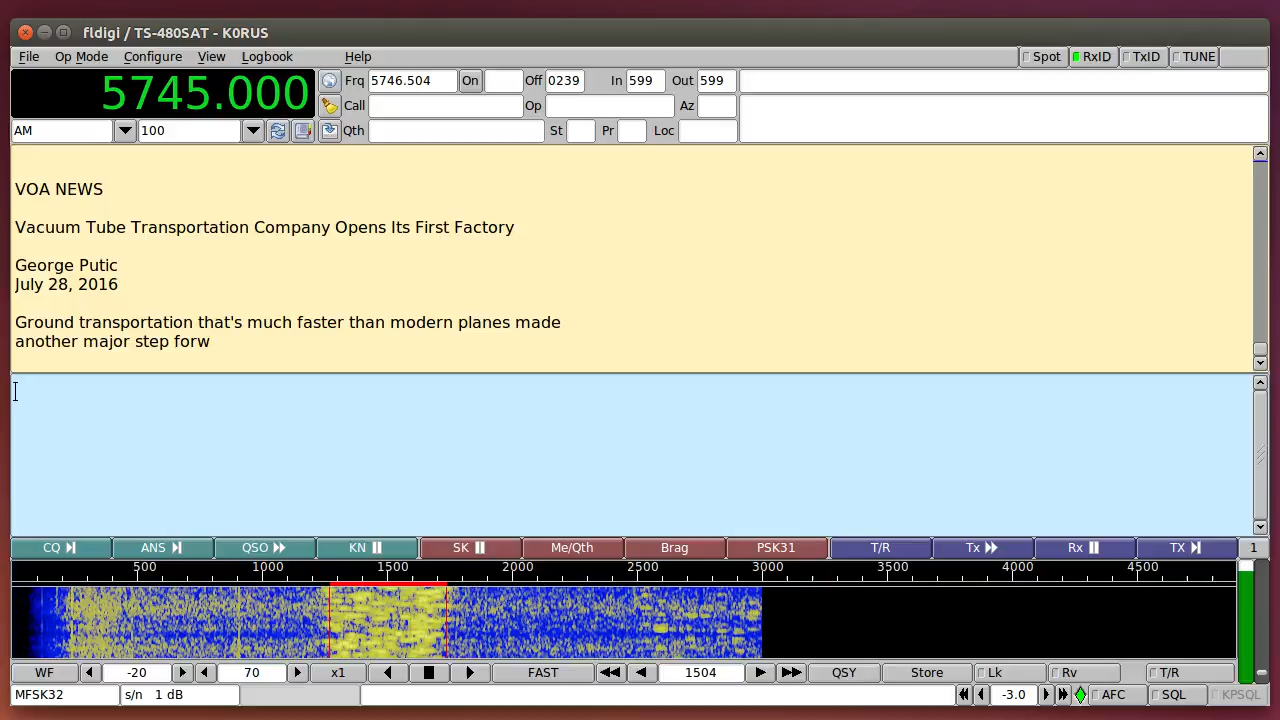 fldigi / TS-480SAT - K0RUS
File Op Mode Configure View Logbook Help Spot RxID TxID TUNE
5745.000 Frq 5746.504 On Off 0239 In 599 Out 599
Call Op Az
AM 100 Qth St Pr Loc
VOA NEWS
Vacuum Tube Transportation Company Opens Its First Factory
George Putic
July 28, 2016
Ground transportation that's much faster than modern planes made
another major step forw
CQ ANS QSO KN SK Me/Qth Brag PSK31 T/R Tx Rx TX 1
500 1000 1500 2000 2500 3000 3500 4000 4500
WF -20 70 x1 FAST 1504 QSY Store Lk Rv T/R
MFSK32 s/n 1 dB -3.0 AFC SQL KPSQL